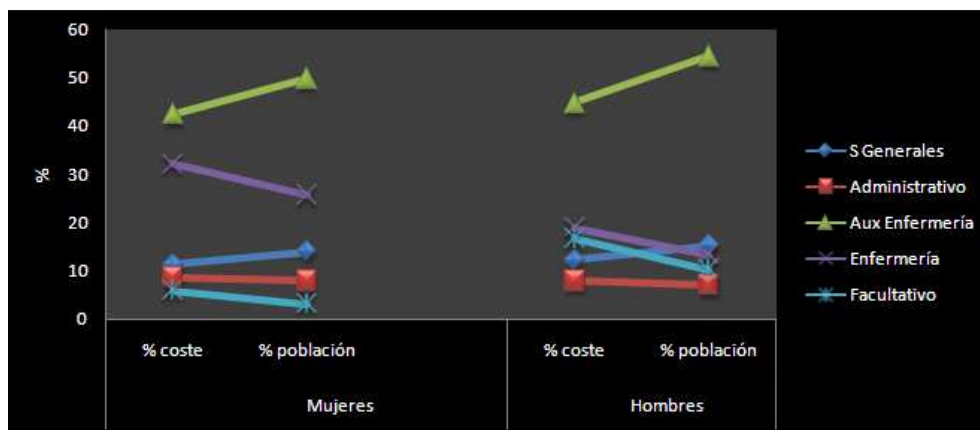 60
50
40
30
20
10
0
%
% coste
% población
% coste
% población
Mujeres
Hombres
S Generales
Administrativo
Aux Enfermería
Enfermería
Facultativo